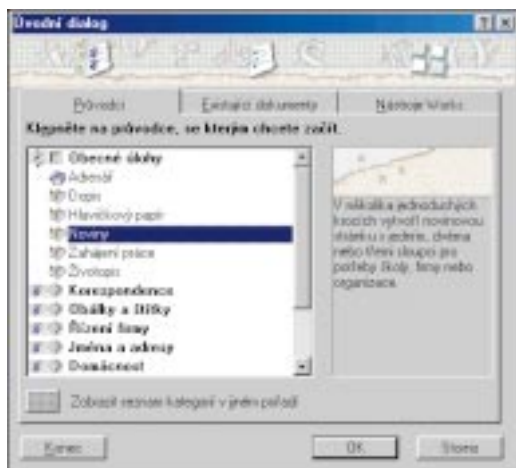 Úvodní dialog
Průvodci
Existující dokumenty
Nástroje Works
Klepněte na průvodce, se kterým chcete začít.
Obecné úlohy
Adresář
Dopis
Hlavičkový papír
Noviny
Zahájení práce
Životopis
Korespondence
Obálky a štítky
Řízení firmy
Jména a adresy
Domácnost
V několika jednoduchých
krocích vytvoří novinovou
stránku s jedním, dvěma
nebo třemi sloupci pro
potřeby školy, firmy nebo
organizace.
Zobrazit seznam kategorií v jiném pořadí
Konec
OK
Storno